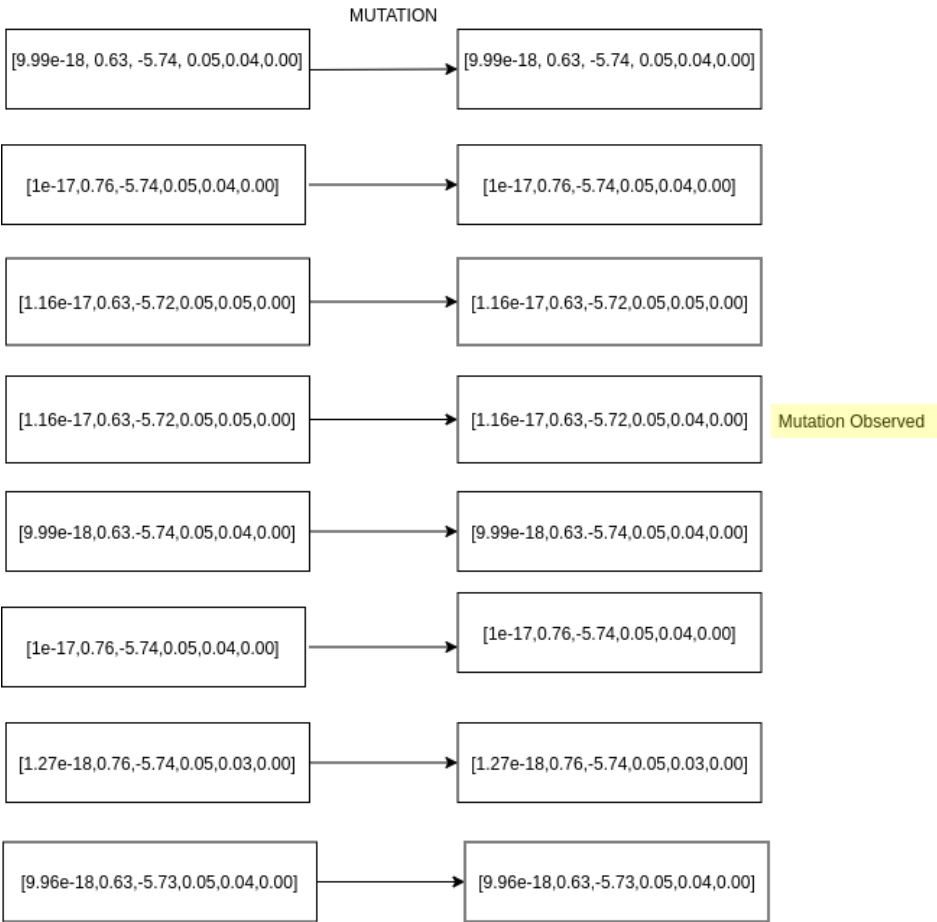 MUTATION
[9.99e-18, 0.63, -5.74, 0.05,0.04,0.00]
[9.99e-18, 0.63, -5.74, 0.05,0.04,0.00]
[1e-17,0.76,-5.74,0.05,0.04,0.00]
[1e-17,0.76,-5.74,0.05,0.04,0.00]
[1.16e-17,0.63,-5.72,0.05,0.05,0.00]
[1.16e-17,0.63,-5.72,0.05,0.05,0.00]
[1.16e-17,0.63,-5.72,0.05,0.05,0.00]
[1.16e-17,0.63,-5.72,0.05,0.04,0.00]
Mutation Observed
[9.99e-18,0.63.-5.74,0.05,0.04,0.00]
[9.99e-18,0.63.-5.74,0.05,0.04,0.00]
[1e-17,0.76,-5.74,0.05,0.04,0.00]
[1e-17,0.76,-5.74,0.05,0.04,0.00]
[1.27e-18,0.76,-5.74,0.05,0.03,0.00]
[1.27e-18,0.76,-5.74,0.05,0.03,0.00]
[9.96e-18,0.63,-5.73,0.05,0.04,0.00]
[9.96e-18,0.63,-5.73,0.05,0.04,0.00]